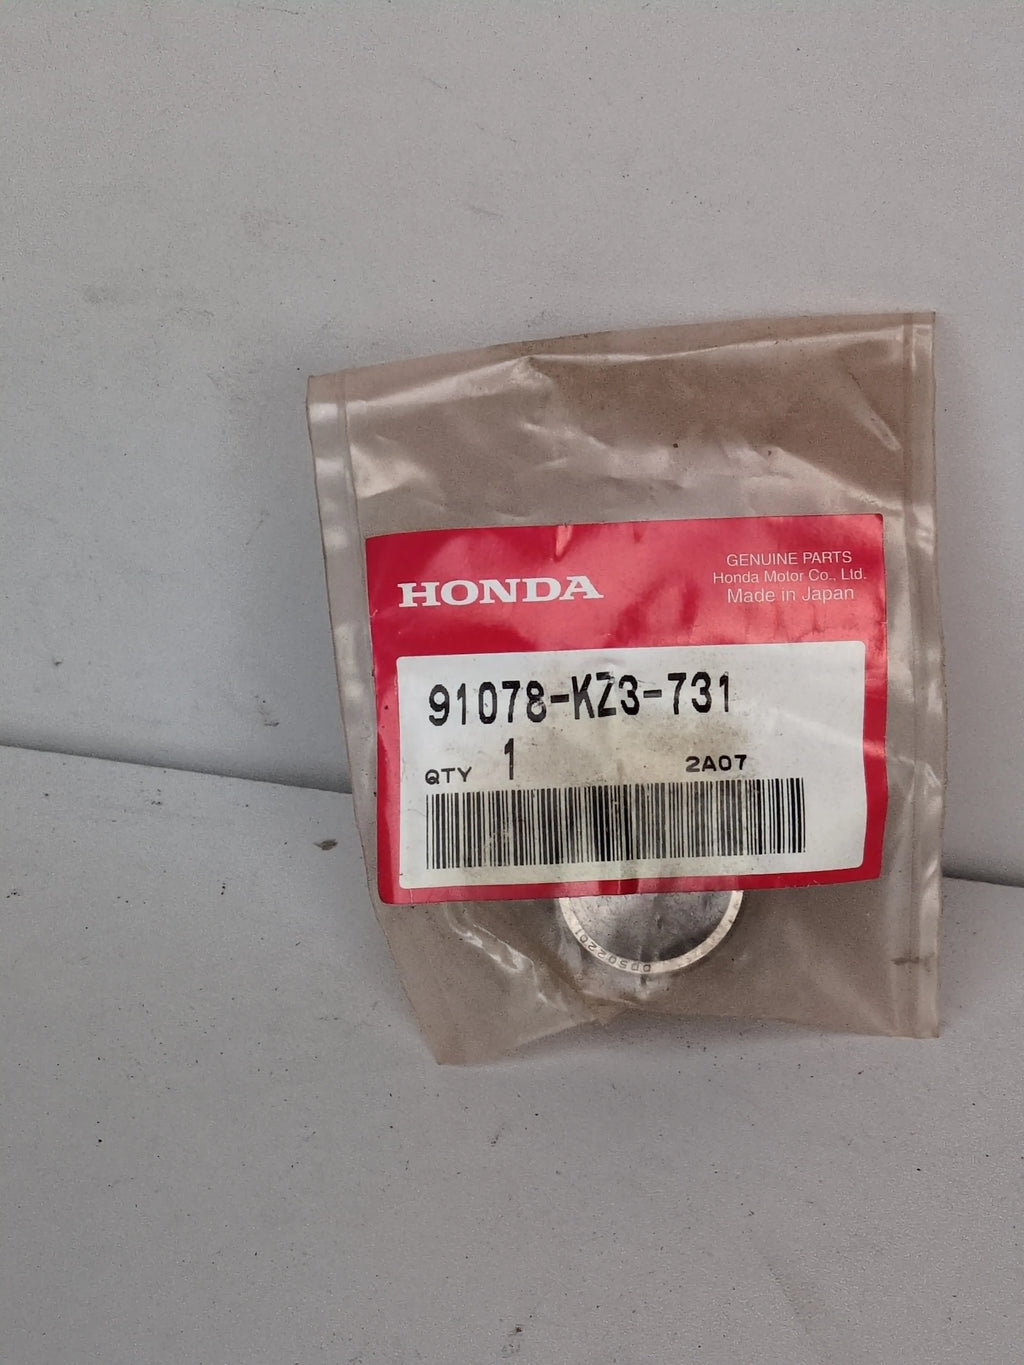 HONDA
GENUINE PARTS
Honda Motor Co., Ltd.
Made in Japan
91078-KZ3-731
QTY 1 2A07